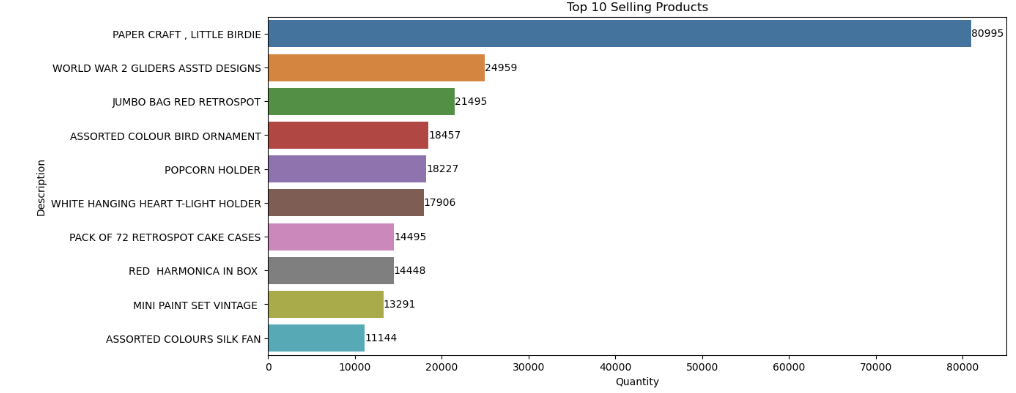 Top 10 Selling Products
PAPER CRAFT , LITTLE BIRDIE 80995
WORLD WAR 2 GLIDERS ASSTD DESIGNS 24959
JUMBO BAG RED RETROSPOT 21495
ASSORTED COLOUR BIRD ORNAMENT 18457
POPCORN HOLDER 18227
WHITE HANGING HEART T-LIGHT HOLDER 17906
PACK OF 72 RETROSPOT CAKE CASES 14495
RED  HARMONICA IN BOX 14448
MINI PAINT SET VINTAGE 13291
ASSORTED COLOURS SILK FAN 11144
Description
0 10000 20000 30000 40000 50000 60000 70000 80000
Quantity